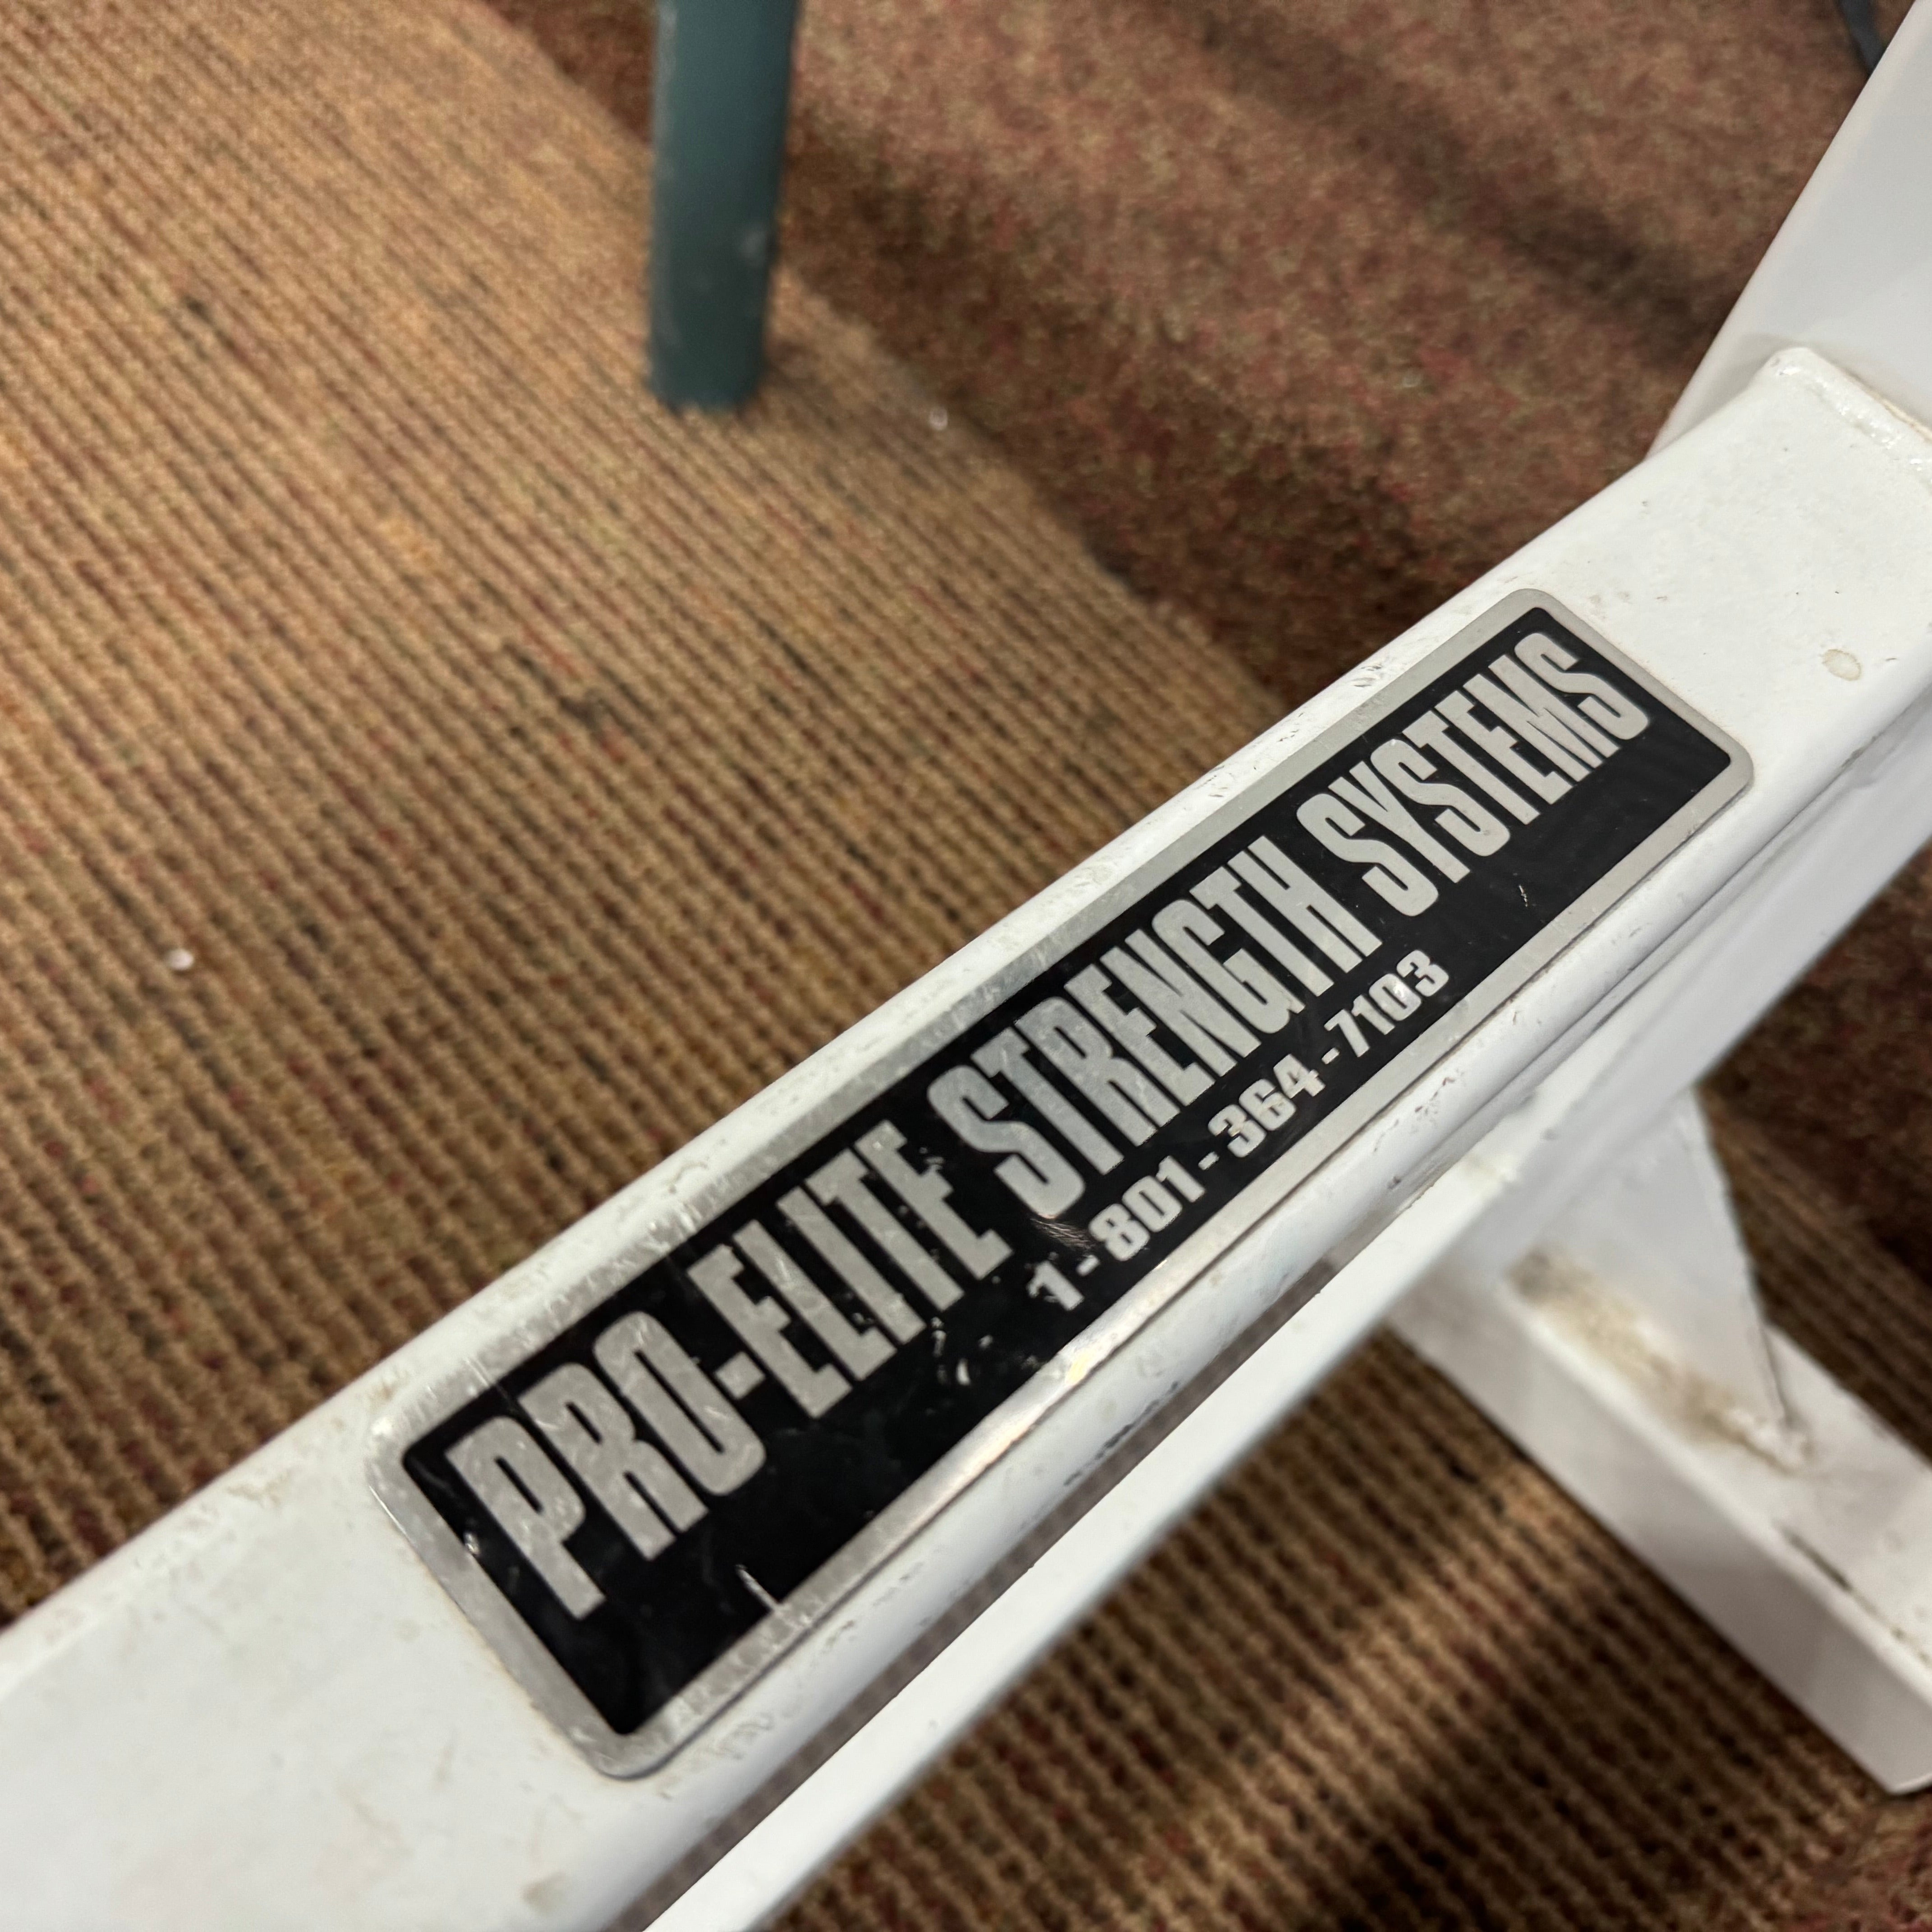 PRO-ELITE STRENGTH SYSTEMS
1-801-364-7103